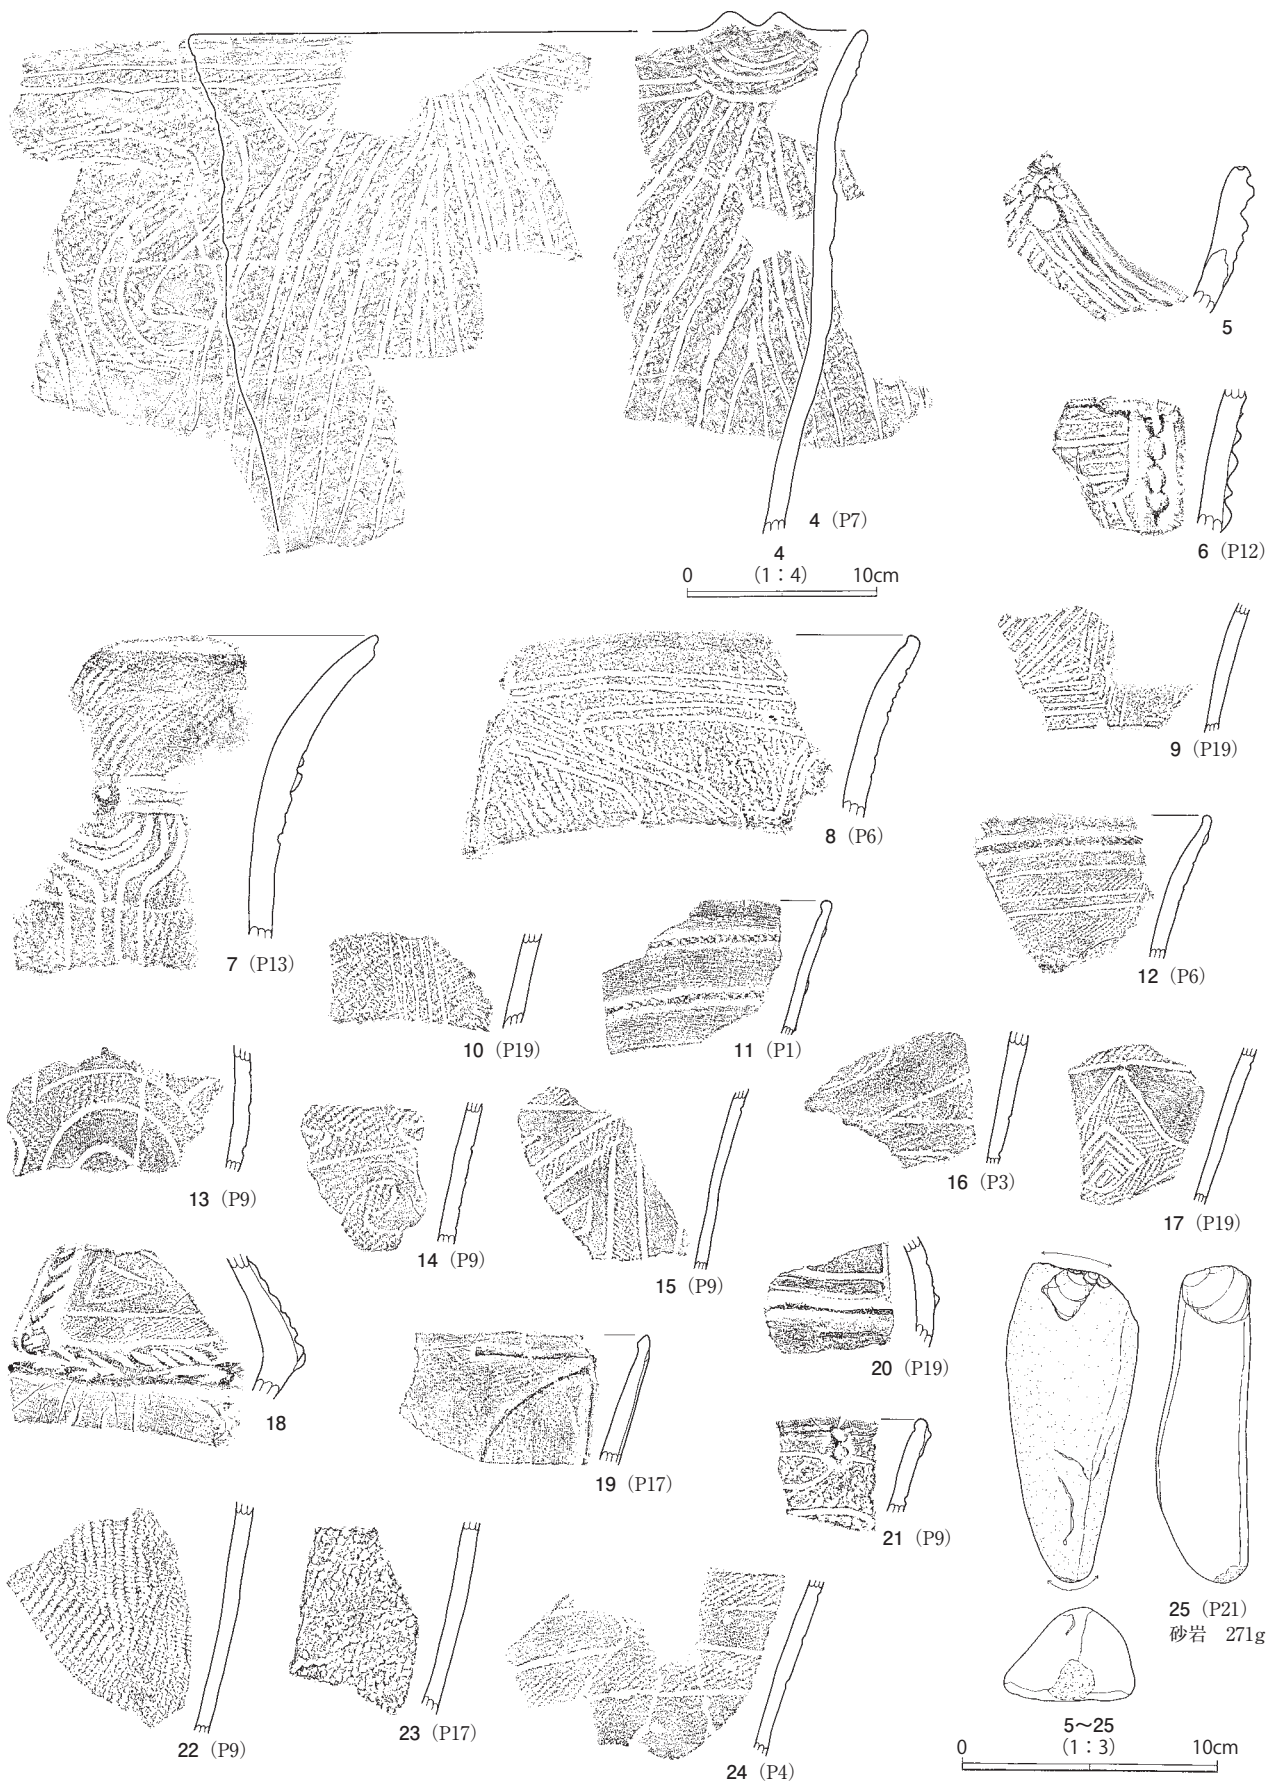 5
6（P12）
4（P7）
4
0　（1：4）　10cm
9（P19）
8（P6）
7（P13）
12（P6）
10（P19）
11（P1）
13（P9）
14（P9）
15（P9）
16（P3）
17（P19）
18
19（P17）
20（P19）
21（P9）
22（P9）
23（P17）
24（P4）
25（P21）
砂岩　271g
5～25
0　（1：3）　10cm